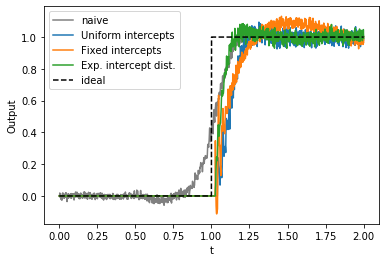 naive
Uniform intercepts
Fixed intercepts
Exp. intercept dist.
ideal
Output
1.0
0.8
0.6
0.4
0.2
0.0
0.00 0.25 0.50 0.75 1.00 1.25 1.50 1.75 2.00
t